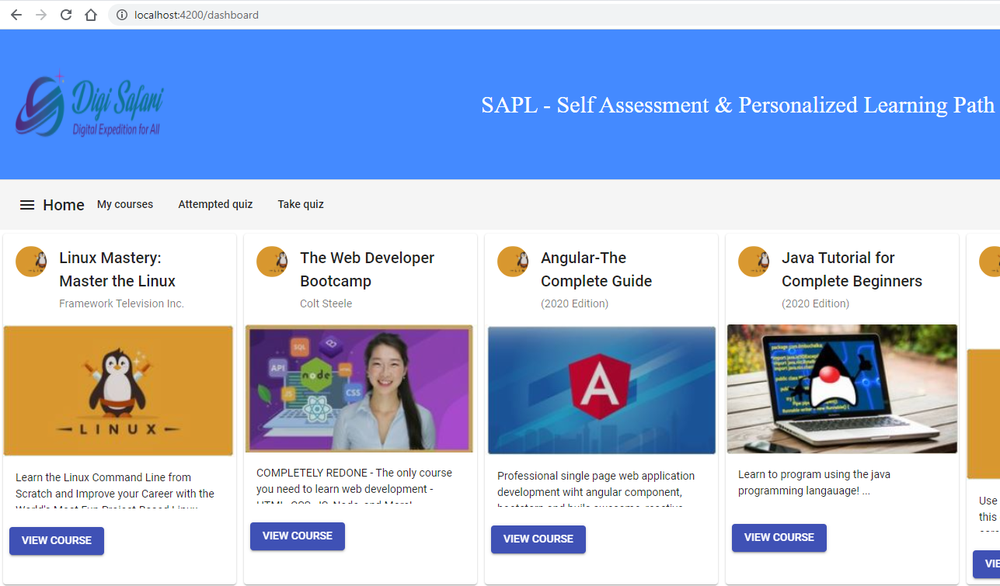 localhost:4200/dashboard
Digi Safari
Digital Expedition for All
SAPL - Self Assessment & Personalized Learning Path
Home
My courses
Attempted quiz
Take quiz
Linux Mastery:
Master the Linux
Framework Television Inc.
LINUX
Learn the Linux Command Line from
Scratch and Improve your Career with the
World's Most Fun Project-Based Linux
VIEW COURSE
The Web Developer
Bootcamp
Colt Steele
SQL
API
node
JS
CSS
COMPLETELY REDONE - The only course
you need to learn web development -
HTML, CSS, JS, Node, and More!
VIEW COURSE
Angular-The
Complete Guide
(2020 Edition)
A
Professional single page web application
development wiht angular component,
bootstarp and buils awesome, reactive
VIEW COURSE
Java Tutorial for
Complete Beginners
(2020 Edition)
Learn to program using the java
programming langauage! ...
VIEW COURSE
Use
this
VIE